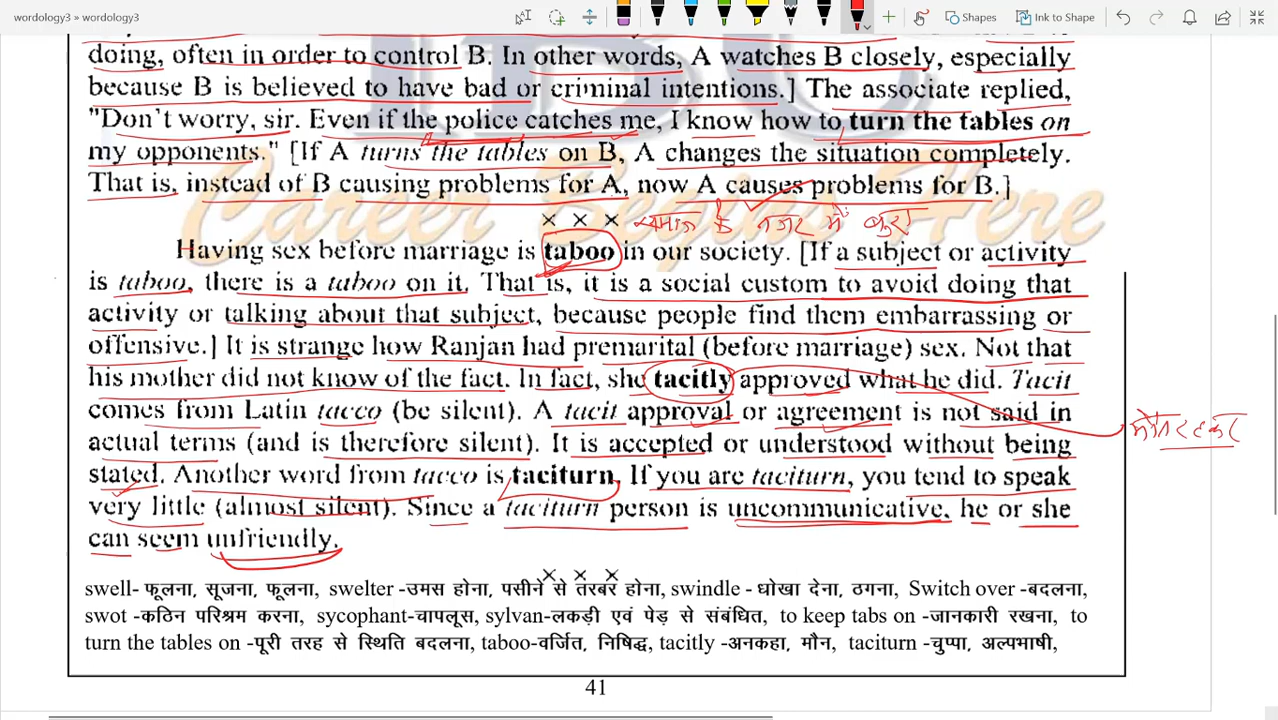 wordology3 » wordology3
Shapes
Ink to Shape
doing, often in order to control B. In other words, A watches B closely, especially
because B is believed to have bad or criminal intentions.] The associate replied,
"Don't worry, sir. Even if the police catches me, I know how to turn the tables on
my opponents." [If A turns the tables on B, A changes the situation completely.
That is, instead of B causing problems for A, now A causes problems for B.]
× × × समाज के नजर में बुरा
Career Begins Here
Having sex before marriage is taboo in our society. [If a subject or activity
is taboo, there is a taboo on it. That is, it is a social custom to avoid doing that
activity or talking about that subject, because people find them embarrassing or
offensive.] It is strange how Ranjan had premarital (before marriage) sex. Not that
his mother did not know of the fact. In fact, she tacitly approved what he did. Tacit
comes from Latin tacco (be silent). A tacit approval or agreement is not said in
actual terms (and is therefore silent). It is accepted or understood without being
stated. Another word from tacco is taciturn. If you are taciturn, you tend to speak
very little (almost silent). Since a taciturn person is uncommunicative, he or she
can seem unfriendly.
× × ×
swell- फूलना, सूजना, फूलना, swelter -उमस होना, पसीने से तरबर होना, swindle - धोखा देना, ठगना, Switch over -बदलना,
swot -कठिन परिश्रम करना, sycophant-चापलूस, sylvan-लकड़ी एवं पेड़ से संबंधित, to keep tabs on -जानकारी रखना, to
turn the tables on -पूरी तरह से स्थिति बदलना, taboo-वर्जित, निषिद्ध, tacitly -अनकहा, मौन, taciturn -चुप्पा, अल्पभाषी,
41